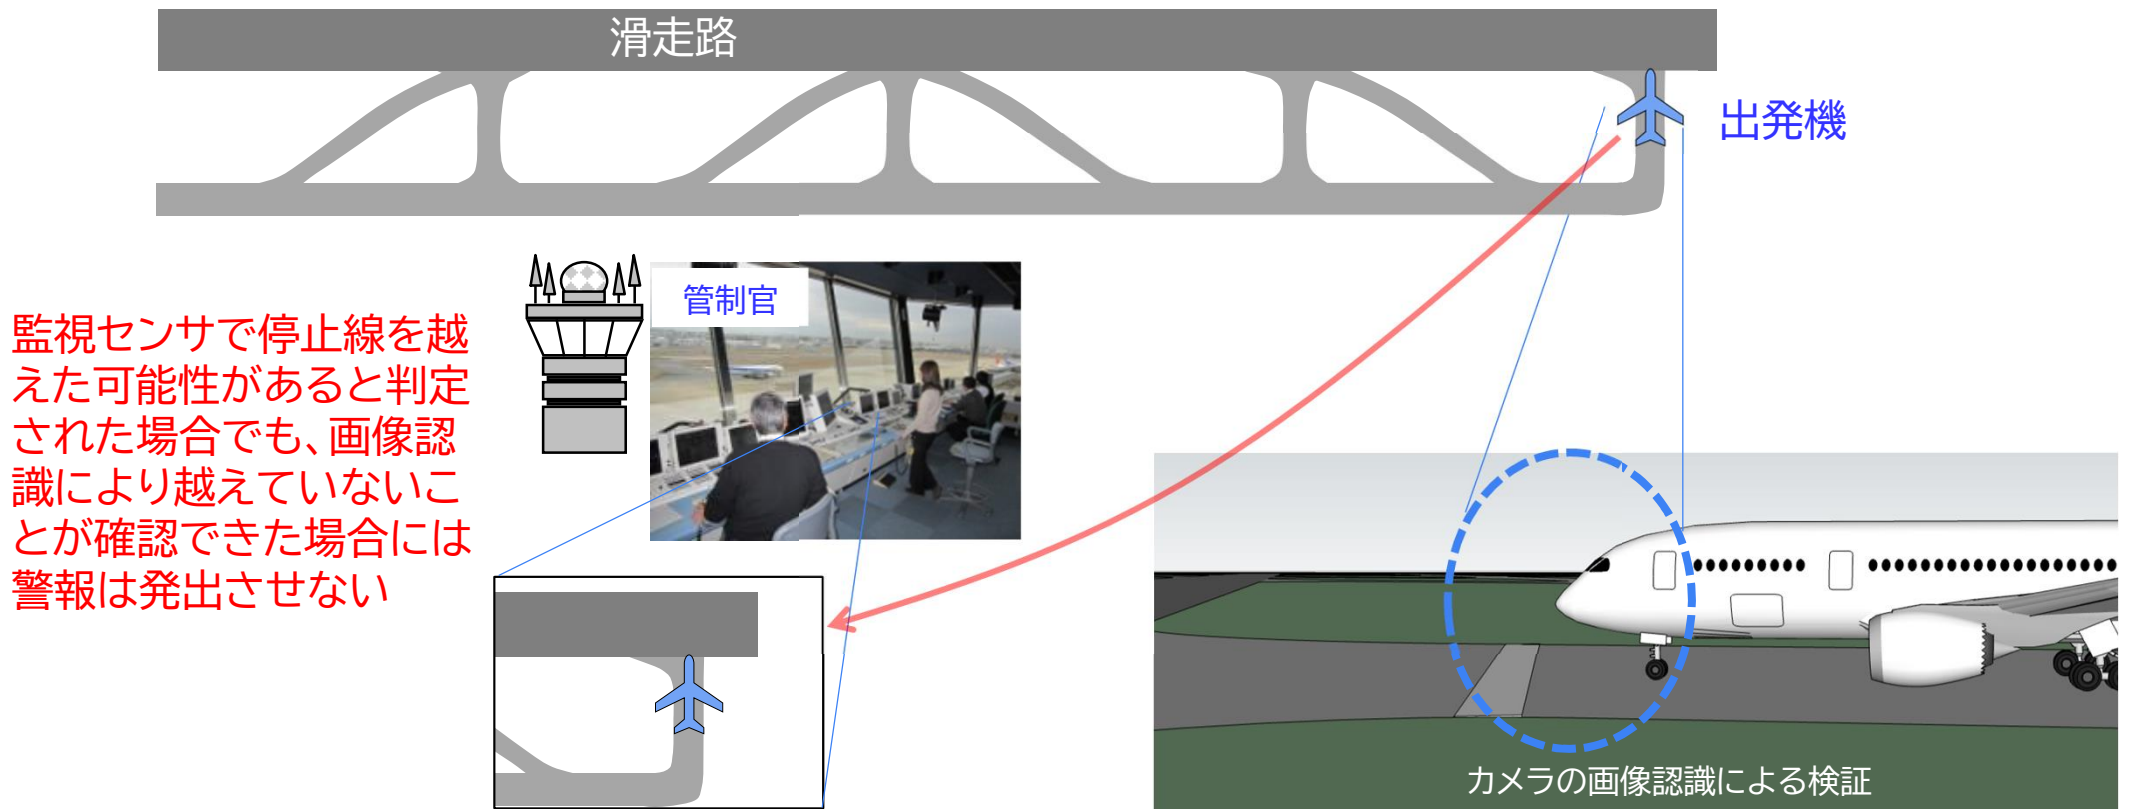 滑走路
出発機
管制官
監視センサで停止線を越
えた可能性があると判定
された場合でも、画像認
識により越えていないこ
とが確認できた場合には
警報は発出させない
カメラの画像認識による検証